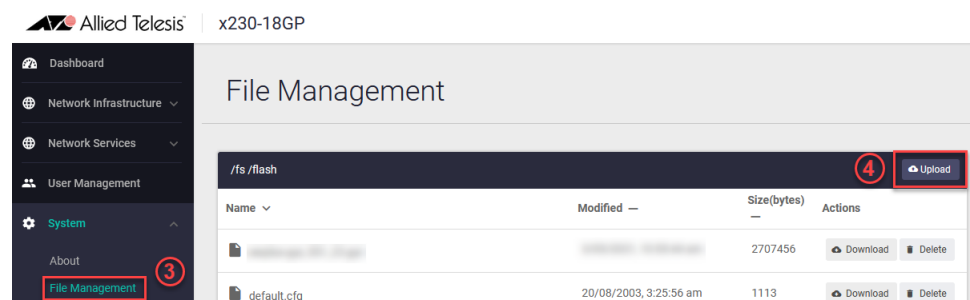 Allied Telesis x230-18GP
Dashboard
Network Infrastructure
Network Services
User Management
System
About
3
File Management
File Management
/fs /flash
4
Upload
Name Modified Size(bytes) Actions
2707456 Download Delete
default.cfg 20/08/2003, 3:25:56 am 1113 Download Delete